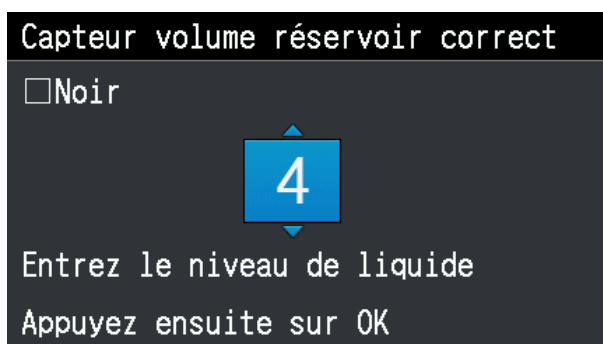 Capteur volume réservoir correct
□Noir
4
Entrez le niveau de liquide
Appuyez ensuite sur OK